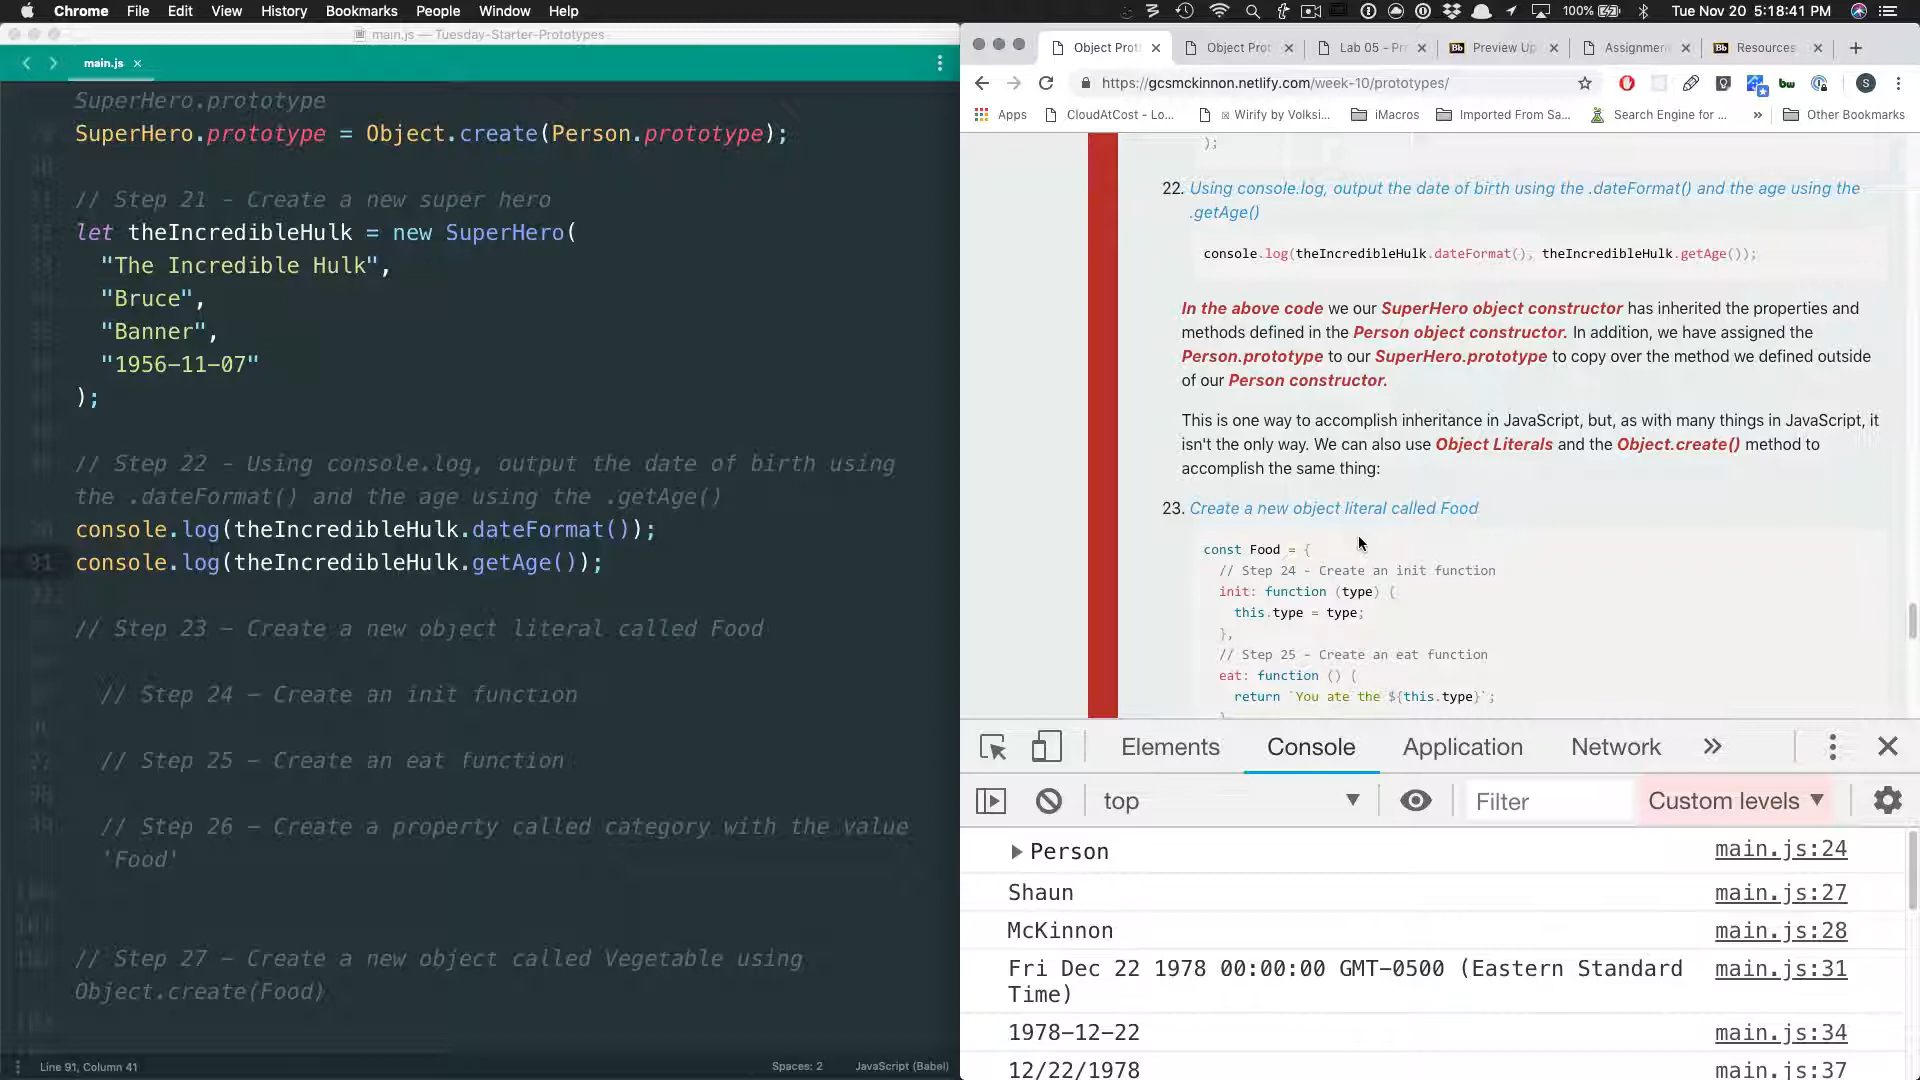 Chrome File Edit View History Bookmarks People Window Help
100% Tue Nov 20 5:18:41 PM
main.js — Tuesday-Starter-Prototypes
main.js ×
SuperHero.prototype
SuperHero.prototype = Object.create(Person.prototype);
// Step 21 - Create a new super hero
let theIncredibleHulk = new SuperHero(
"The Incredible Hulk",
"Bruce",
"Banner",
"1956-11-07"
);
// Step 22 - Using console.log, output the date of birth using
the .dateFormat() and the age using the .getAge()
console.log(theIncredibleHulk.dateFormat());
91 console.log(theIncredibleHulk.getAge());
// Step 23 – Create a new object literal called Food
// Step 24 – Create an init function
// Step 25 – Create an eat function
// Step 26 – Create a property called category with the value
'Food'
// Step 27 – Create a new object called Vegetable using
Object.create(Food)
Line 91, Column 41 Spaces: 2 JavaScript (Babel)
Object Prot × Object Prot × Lab 05 - Pr × Bb Preview Up × Assignmen × Bb Resources ×
https://gcsmckinnon.netlify.com/week-10/prototypes/
Apps CloudAtCost - Lo... Wirify by Volksi... iMacros Imported From Sa... Search Engine for ... » Other Bookmarks
);
22. Using console.log, output the date of birth using the .dateFormat() and the age using the
.getAge()
console.log(theIncredibleHulk.dateFormat(), theIncredibleHulk.getAge());
In the above code we our SuperHero object constructor has inherited the properties and
methods defined in the Person object constructor. In addition, we have assigned the
Person.prototype to our SuperHero.prototype to copy over the method we defined outside
of our Person constructor.
This is one way to accomplish inheritance in JavaScript, but, as with many things in JavaScript, it
isn't the only way. We can also use Object Literals and the Object.create() method to
accomplish the same thing:
23. Create a new object literal called Food
const Food = {
// Step 24 - Create an init function
init: function (type) {
this.type = type;
},
// Step 25 - Create an eat function
eat: function () {
return `You ate the ${this.type}`;
Elements Console Application Network »
top Filter Custom levels
Person main.js:24
Shaun main.js:27
McKinnon main.js:28
Fri Dec 22 1978 00:00:00 GMT-0500 (Eastern Standard main.js:31
Time)
1978-12-22 main.js:34
12/22/1978 main.js:37